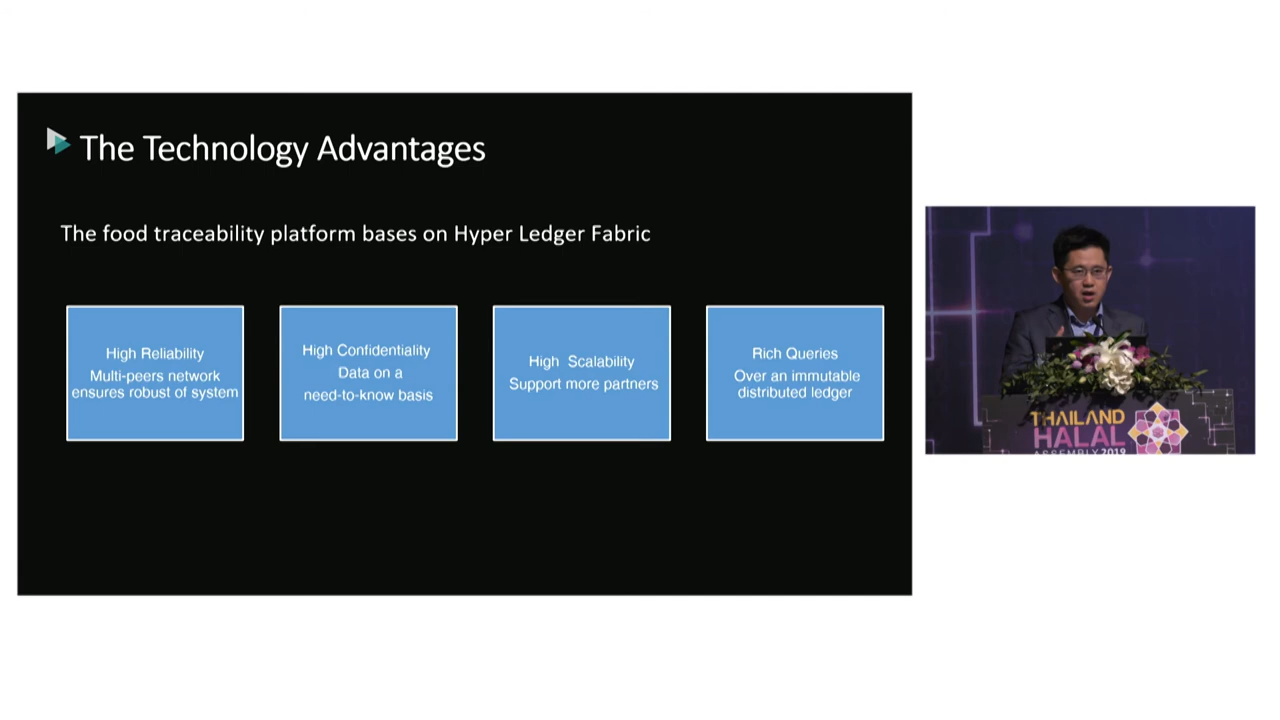 The Technology Advantages
The food traceability platform bases on Hyper Ledger Fabric
High Reliability
Multi-peers network
ensures robust of system
High Confidentiality
Data on a
need-to-know basis
High Scalability
Support more partners
Rich Queries
Over an immutable
distributed ledger
THAILAND
HALAL
ASSEMBLY 2019